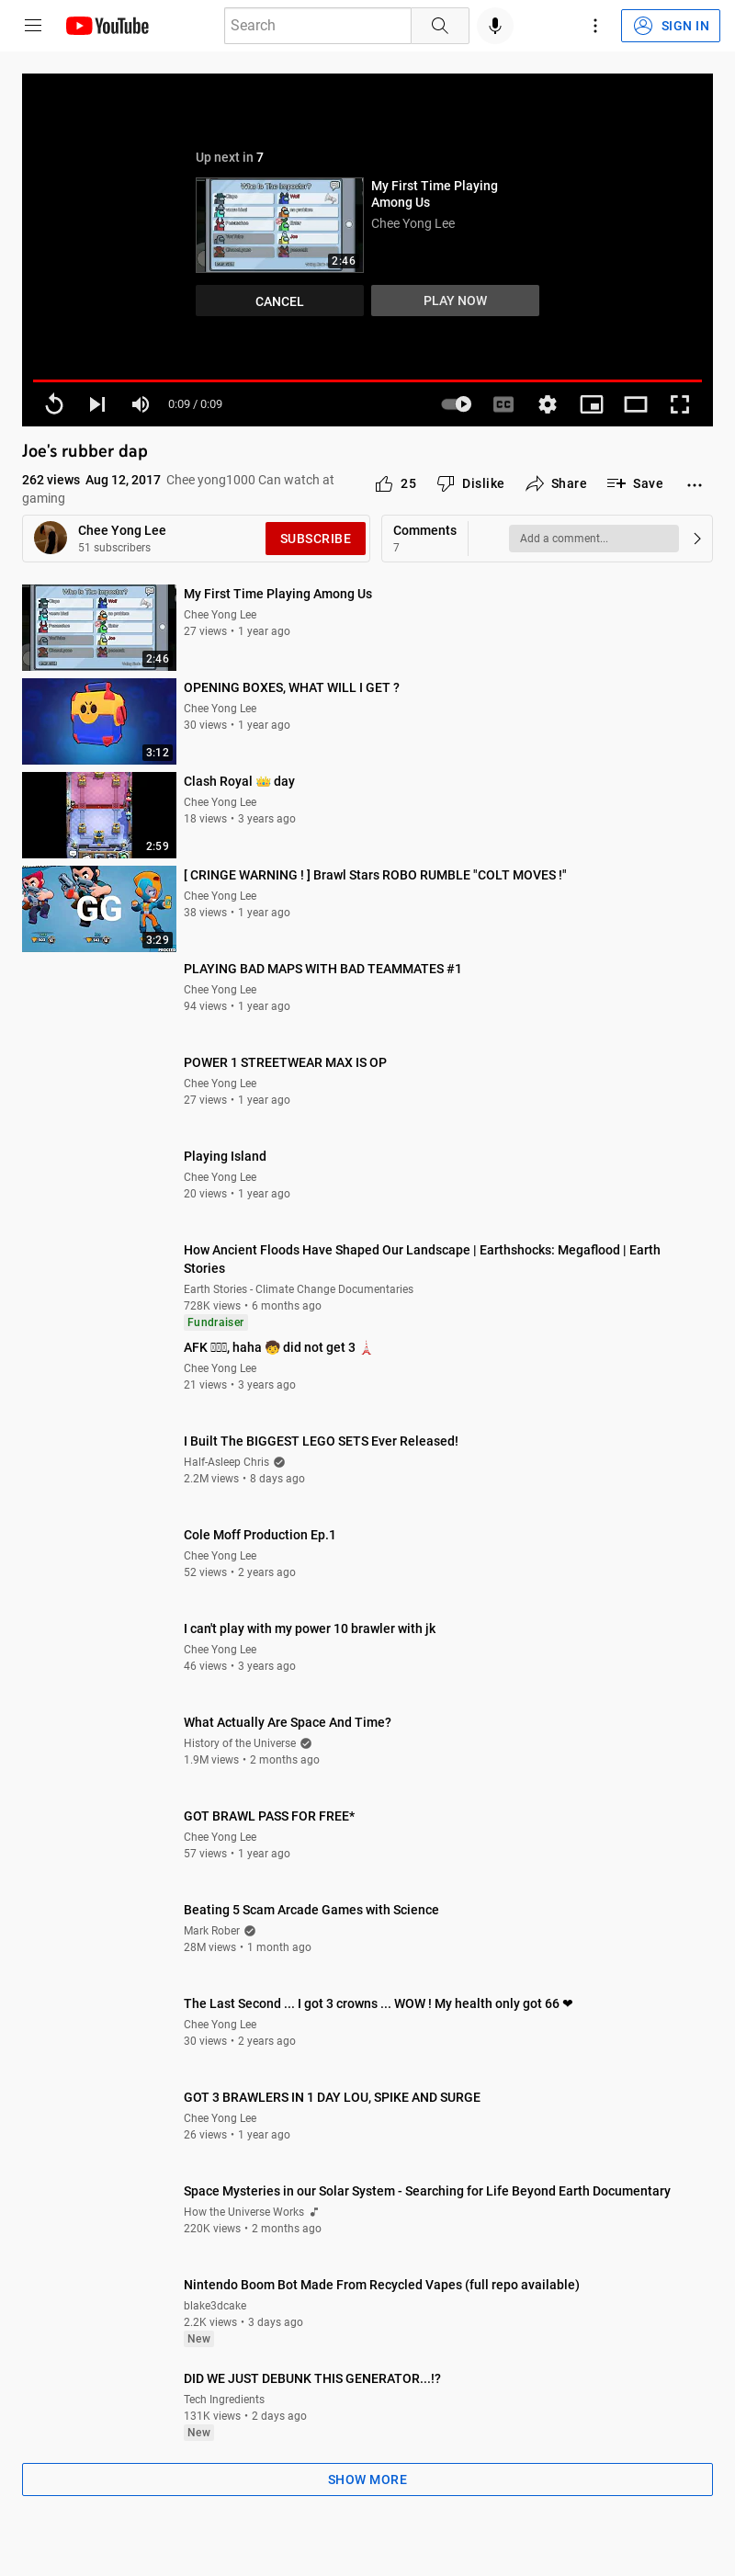 YouTube
Search
SIGN IN
Up next in 7
Who Is The Impostor?
2:46
My First Time Playing
Among Us
Chee Yong Lee
CANCEL
PLAY NOW
0:09 / 0:09
CC
Joe's rubber dap
262 views Aug 12, 2017 Chee yong1000 Can watch at
gaming
25
Dislike
Share
Save
Chee Yong Lee
51 subscribers
SUBSCRIBE
Comments
7
Add a comment...
Who Is The Impostor?
2:46
My First Time Playing Among Us
Chee Yong Lee
27 views • 1 year ago
3:12
OPENING BOXES, WHAT WILL I GET ?
Chee Yong Lee
30 views • 1 year ago
2:59
Clash Royal 👑 day
Chee Yong Lee
18 views • 3 years ago
GG
3:29
[ CRINGE WARNING ! ] Brawl Stars ROBO RUMBLE "COLT MOVES !"
Chee Yong Lee
38 views • 1 year ago
PLAYING BAD MAPS WITH BAD TEAMMATES #1
Chee Yong Lee
94 views • 1 year ago
POWER 1 STREETWEAR MAX IS OP
Chee Yong Lee
27 views • 1 year ago
Playing Island
Chee Yong Lee
20 views • 1 year ago
How Ancient Floods Have Shaped Our Landscape | Earthshocks: Megaflood | Earth
Stories
Earth Stories - Climate Change Documentaries
728K views • 6 months ago
Fundraiser
AFK , haha 🧒 did not get 3 🗼
Chee Yong Lee
21 views • 3 years ago
I Built The BIGGEST LEGO SETS Ever Released!
Half-Asleep Chris
2.2M views • 8 days ago
Cole Moff Production Ep.1
Chee Yong Lee
52 views • 2 years ago
I can't play with my power 10 brawler with jk
Chee Yong Lee
46 views • 3 years ago
What Actually Are Space And Time?
History of the Universe
1.9M views • 2 months ago
GOT BRAWL PASS FOR FREE*
Chee Yong Lee
57 views • 1 year ago
Beating 5 Scam Arcade Games with Science
Mark Rober
28M views • 1 month ago
The Last Second ... I got 3 crowns ... WOW ! My health only got 66 ❤
Chee Yong Lee
30 views • 2 years ago
GOT 3 BRAWLERS IN 1 DAY LOU, SPIKE AND SURGE
Chee Yong Lee
26 views • 1 year ago
Space Mysteries in our Solar System - Searching for Life Beyond Earth Documentary
How the Universe Works
220K views • 2 months ago
Nintendo Boom Bot Made From Recycled Vapes (full repo available)
blake3dcake
2.2K views • 3 days ago
New
DID WE JUST DEBUNK THIS GENERATOR...!?
Tech Ingredients
131K views • 2 days ago
New
SHOW MORE